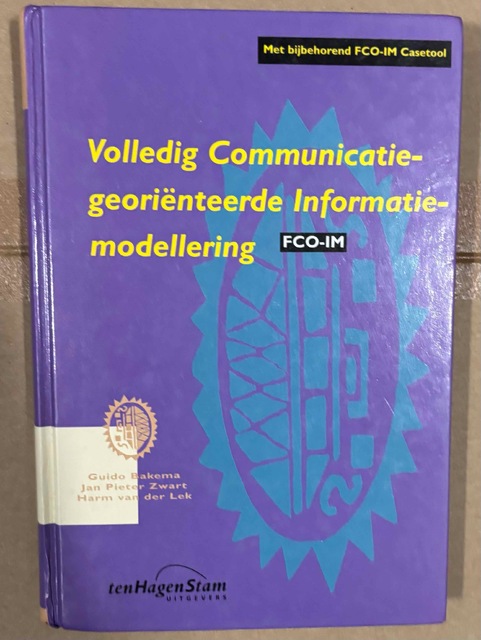 Met bijbehorend FCO-IM Casetool
Volledig Communicatie-
georiënteerde Informatie-
modellering FCO-IM
Guido Bakema
Jan Pieter Zwart
Harm van der Lek
tenHagenStam
UITGEVERS